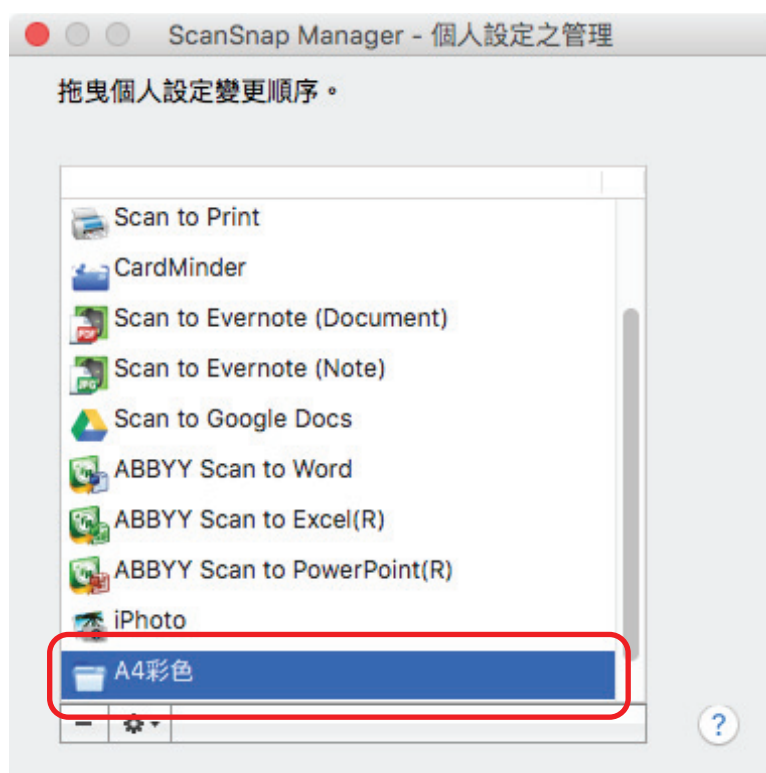 ScanSnap Manager - 個人設定之管理
拖曳個人設定變更順序。
Scan to Print
CardMinder
PDF
Scan to Evernote (Document)
JPG
Scan to Evernote (Note)
Scan to Google Docs
ABBYY Scan to Word
ABBYY Scan to Excel(R)
ABBYY Scan to PowerPoint(R)
iPhoto
A4彩色
?